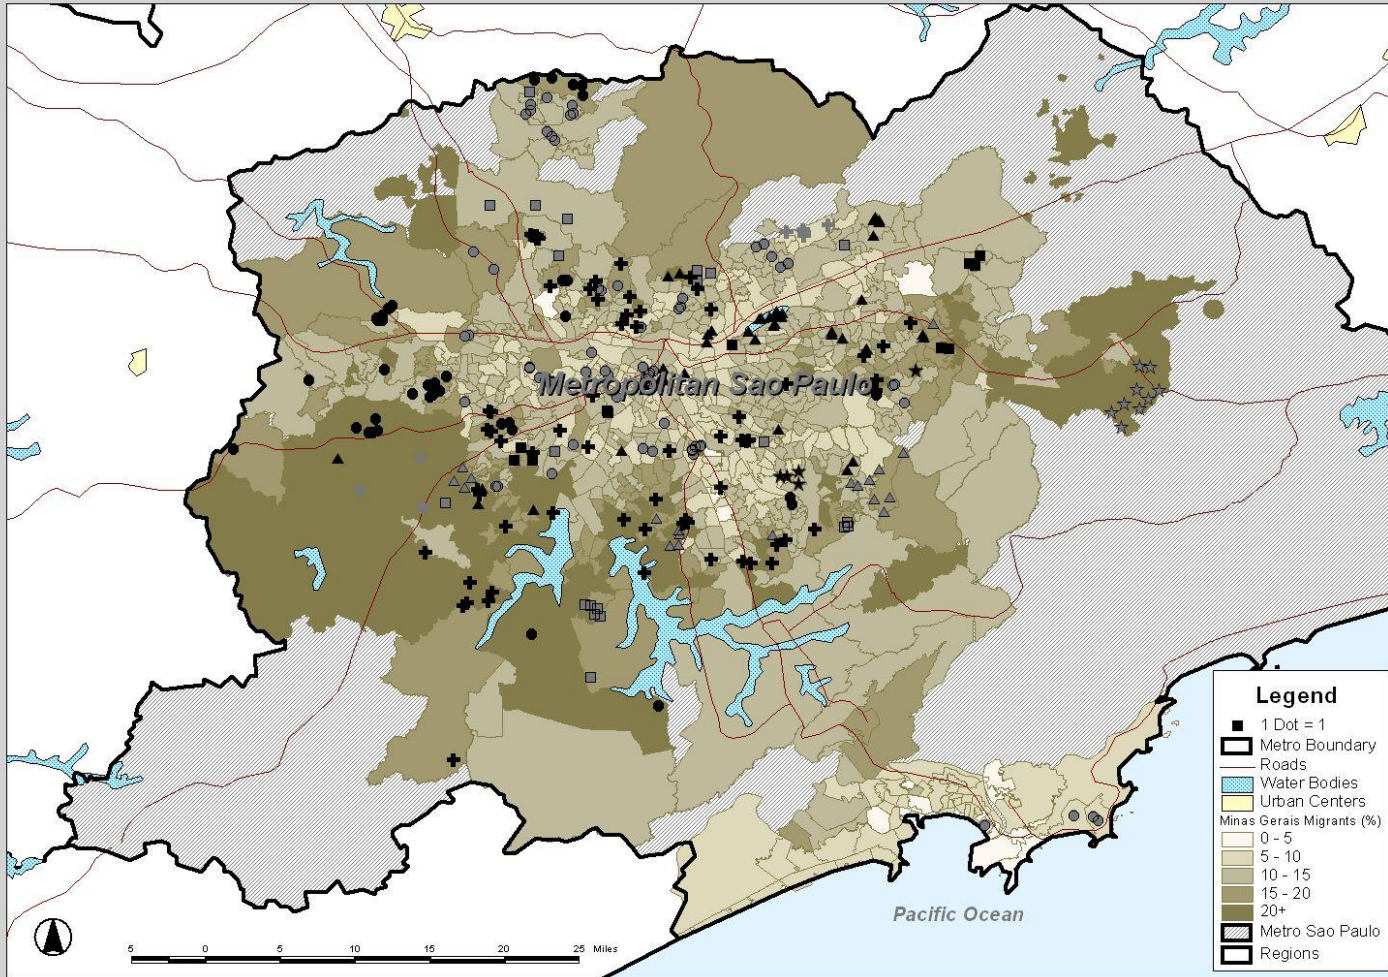 Metropolitan Sao Paulo
Pacific Ocean
Legend
1 Dot = 1
Metro Boundary
Roads
Water Bodies
Urban Centers
Minas Gerais Migrants (%)
0 - 5
5 - 10
10 - 15
15 - 20
20+
Metro Sao Paulo
Regions
5 0 5 10 15 20 25 Miles